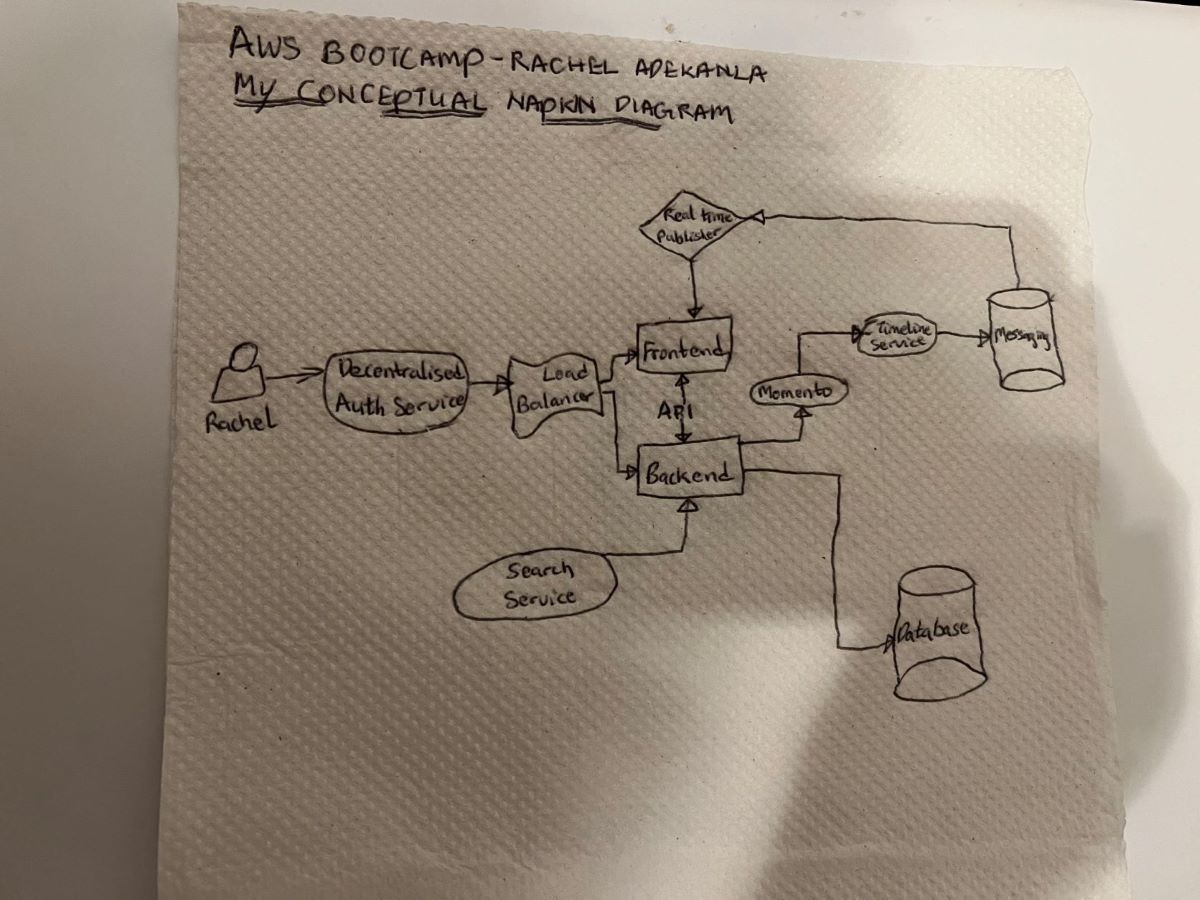 AWS BOOTCAMP - RACHEL ADEKANLA
MY CONCEPTUAL NAPKIN DIAGRAM
Real time
Publisher
Frontend
Timeline
Service
Messaging
Decentralised
Auth Service
Load
Balancer
Momento
Rachel
API
Backend
Search
Service
Database